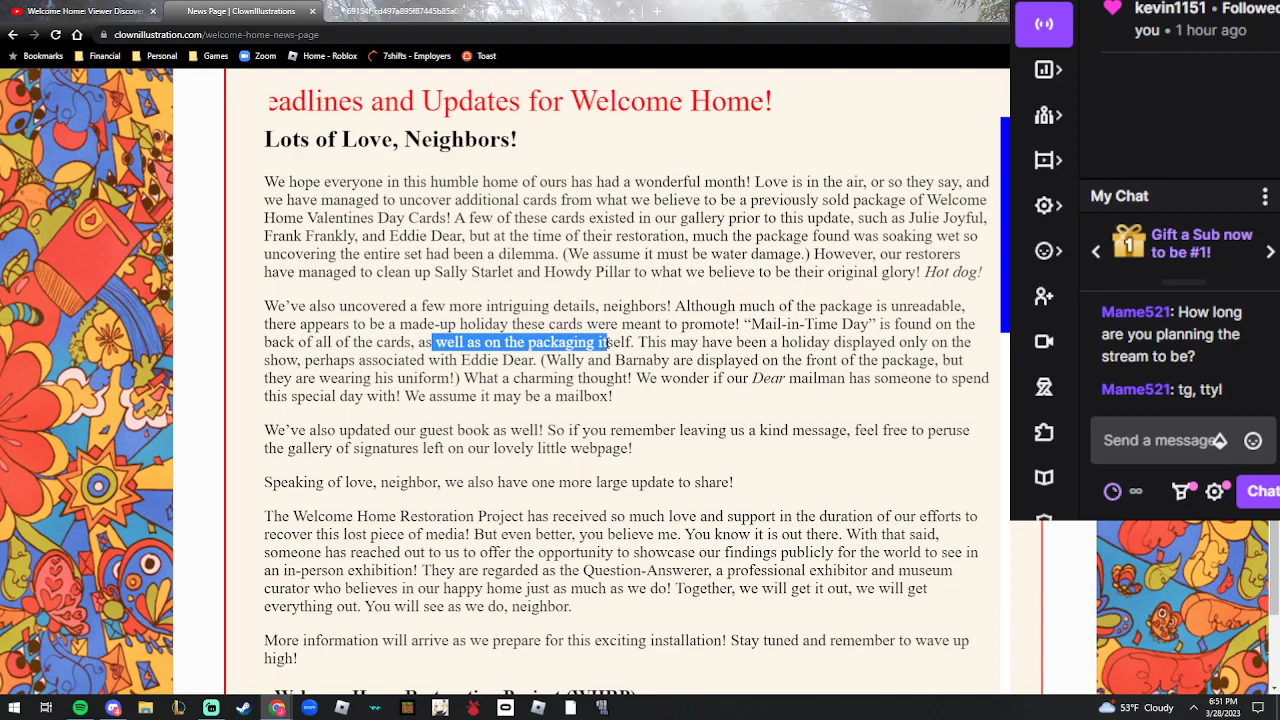 Welcome Home Discover
News Page | Clownillustration
69154f-cd497a895f87445b85a8
clownillustration.com/welcome-home-news-page
Bookmarks
Financial
Personal
Games
Zoom
Home - Roblox
7shifts - Employers
Toast
eadlines and Updates for Welcome Home!
Lots of Love, Neighbors!
We hope everyone in this humble home of ours has had a wonderful month! Love is in the air, or so they say, and
we have managed to uncover additional cards from what we believe to be a previously sold package of Welcome
Home Valentines Day Cards! A few of these cards existed in our gallery prior to this update, such as Julie Joyful,
Frank Frankly, and Eddie Dear, but at the time of their restoration, much the package found was soaking wet so
uncovering the entire set had been a dilemma. (We assume it must be water damage.) However, our restorers
have managed to clean up Sally Starlet and Howdy Pillar to what we believe to be their original glory! Hot dog!
We've also uncovered a few more intriguing details, neighbors! Although much of the package is unreadable,
there appears to be a made-up holiday these cards were meant to promote! “Mail-in-Time Day” is found on the
back of all of the cards, as well as on the packaging itself. This may have been a holiday displayed only on the
show, perhaps associated with Eddie Dear. (Wally and Barnaby are displayed on the front of the package, but
they are wearing his uniform!) What a charming thought! We wonder if our Dear mailman has someone to spend
this special day with! We assume it may be a mailbox!
We've also updated our guest book as well! So if you remember leaving us a kind message, feel free to peruse
the gallery of signatures left on our lovely little webpage!
Speaking of love, neighbor, we also have one more large update to share!
The Welcome Home Restoration Project has received so much love and support in the duration of our efforts to
recover this lost piece of media! But even better, you believe me. You know it is out there. With that said,
someone has reached out to us to offer the opportunity to showcase our findings publicly for the world to see in
an in-person exhibition! They are regarded as the Question-Answerer, a professional exhibitor and museum
curator who believes in our happy home just as much as we do! Together, we will get it out, we will get
everything out. You will see as we do, neighbor.
More information will arrive as we prepare for this exciting installation! Stay tuned and remember to wave up
high!
Welcome Home Restoration Project (WHRP)
kevin1151 Followed
you • 1 hour ago
My Chat
Gift a Sub now
to be #1!
1
Mame521: How long
Mame521: tg, ttyl
Send a message
Chat
53°F Cloudy
6:51 PM
3/28/2023